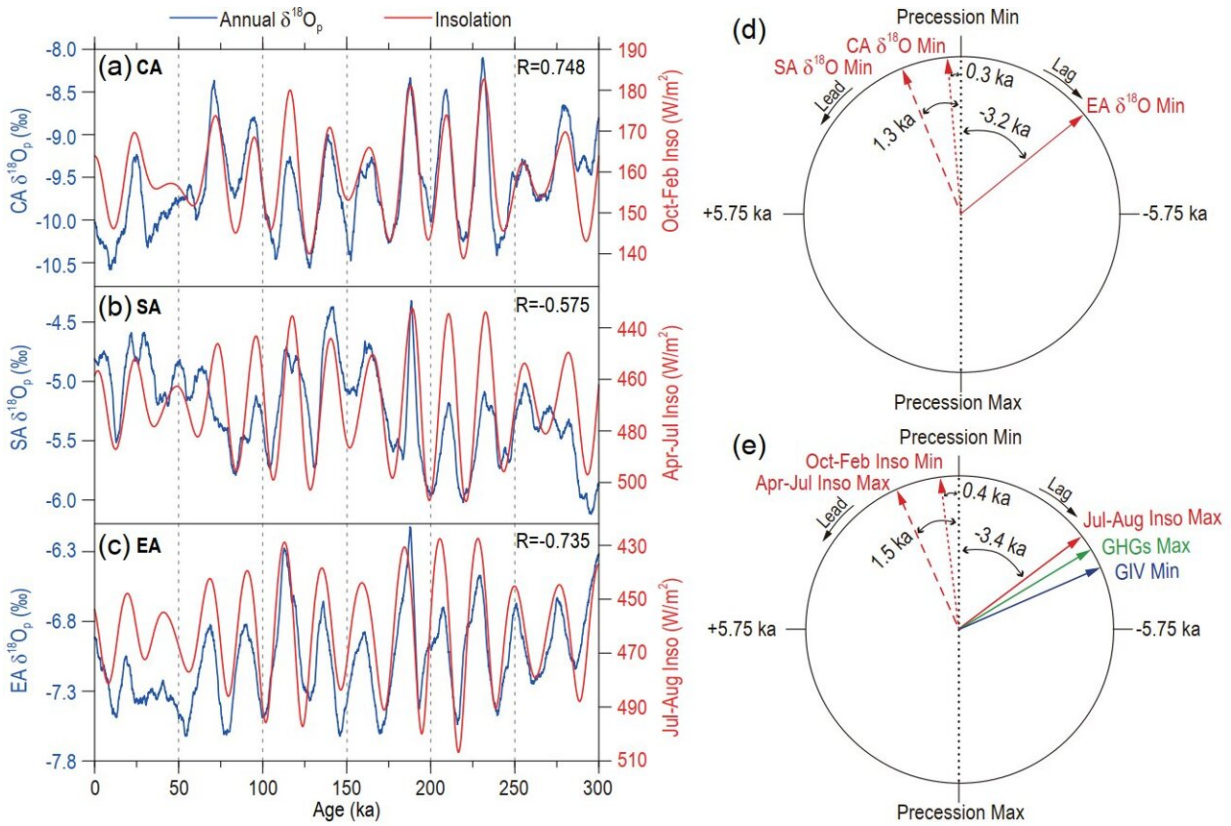 Annual δ¹⁸Oₚ
Insolation
(a) CA
R=0.748
CA δ¹⁸Oₚ (‰)
-8.0
-8.5
-9.0
-9.5
-10.0
-10.5
190
180
170
160
150
140
Oct-Feb Inso (W/m²)
(b) SA
R=-0.575
SA δ¹⁸Oₚ (‰)
-4.5
-5.0
-5.5
-6.0
440
460
480
500
Apr-Jul Inso (W/m²)
(c) EA
R=-0.735
EA δ¹⁸Oₚ (‰)
-6.3
-6.8
-7.3
-7.8
430
450
470
490
510
Jul-Aug Inso (W/m²)
0 50 100 150 200 250 300
Age (ka)
(d)
Precession Min
CA δ¹⁸O Min
SA δ¹⁸O Min
Lead
Lag
0.3 ka
EA δ¹⁸O Min
1.3 ka
-3.2 ka
+5.75 ka
-5.75 ka
Precession Max
(e)
Precession Min
Oct-Feb Inso Min
Apr-Jul Inso Max
Lead
Lag
0.4 ka
Jul-Aug Inso Max
GHGs Max
GIV Min
1.5 ka
-3.4 ka
+5.75 ka
-5.75 ka
Precession Max